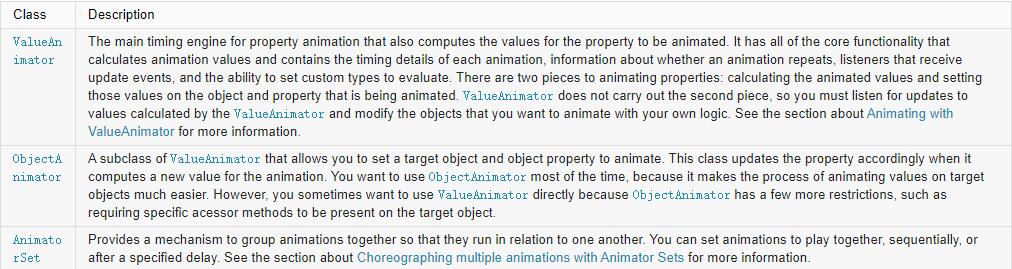 Class Description
ValueAn The main timing engine for property animation that also computes the values for the property to be animated. It has all of the core functionality that
imator calculates animation values and contains the timing details of each animation, information about whether an animation repeats, listeners that receive
update events, and the ability to set custom types to evaluate. There are two pieces to animating properties: calculating the animated values and setting
those values on the object and property that is being animated. ValueAnimator does not carry out the second piece, so you must listen for updates to
values calculated by the ValueAnimator and modify the objects that you want to animate with your own logic. See the section about Animating with
ValueAnimator for more information.
ObjectA A subclass of ValueAnimator that allows you to set a target object and object property to animate. This class updates the property accordingly when it
nimator computes a new value for the animation. You want to use ObjectAnimator most of the time, because it makes the process of animating values on target
objects much easier. However, you sometimes want to use ValueAnimator directly because ObjectAnimator has a few more restrictions, such as
requiring specific acessor methods to be present on the target object.
Animato Provides a mechanism to group animations together so that they run in relation to one another. You can set animations to play together, sequentially, or
rSet after a specified delay. See the section about Choreographing multiple animations with Animator Sets for more information.